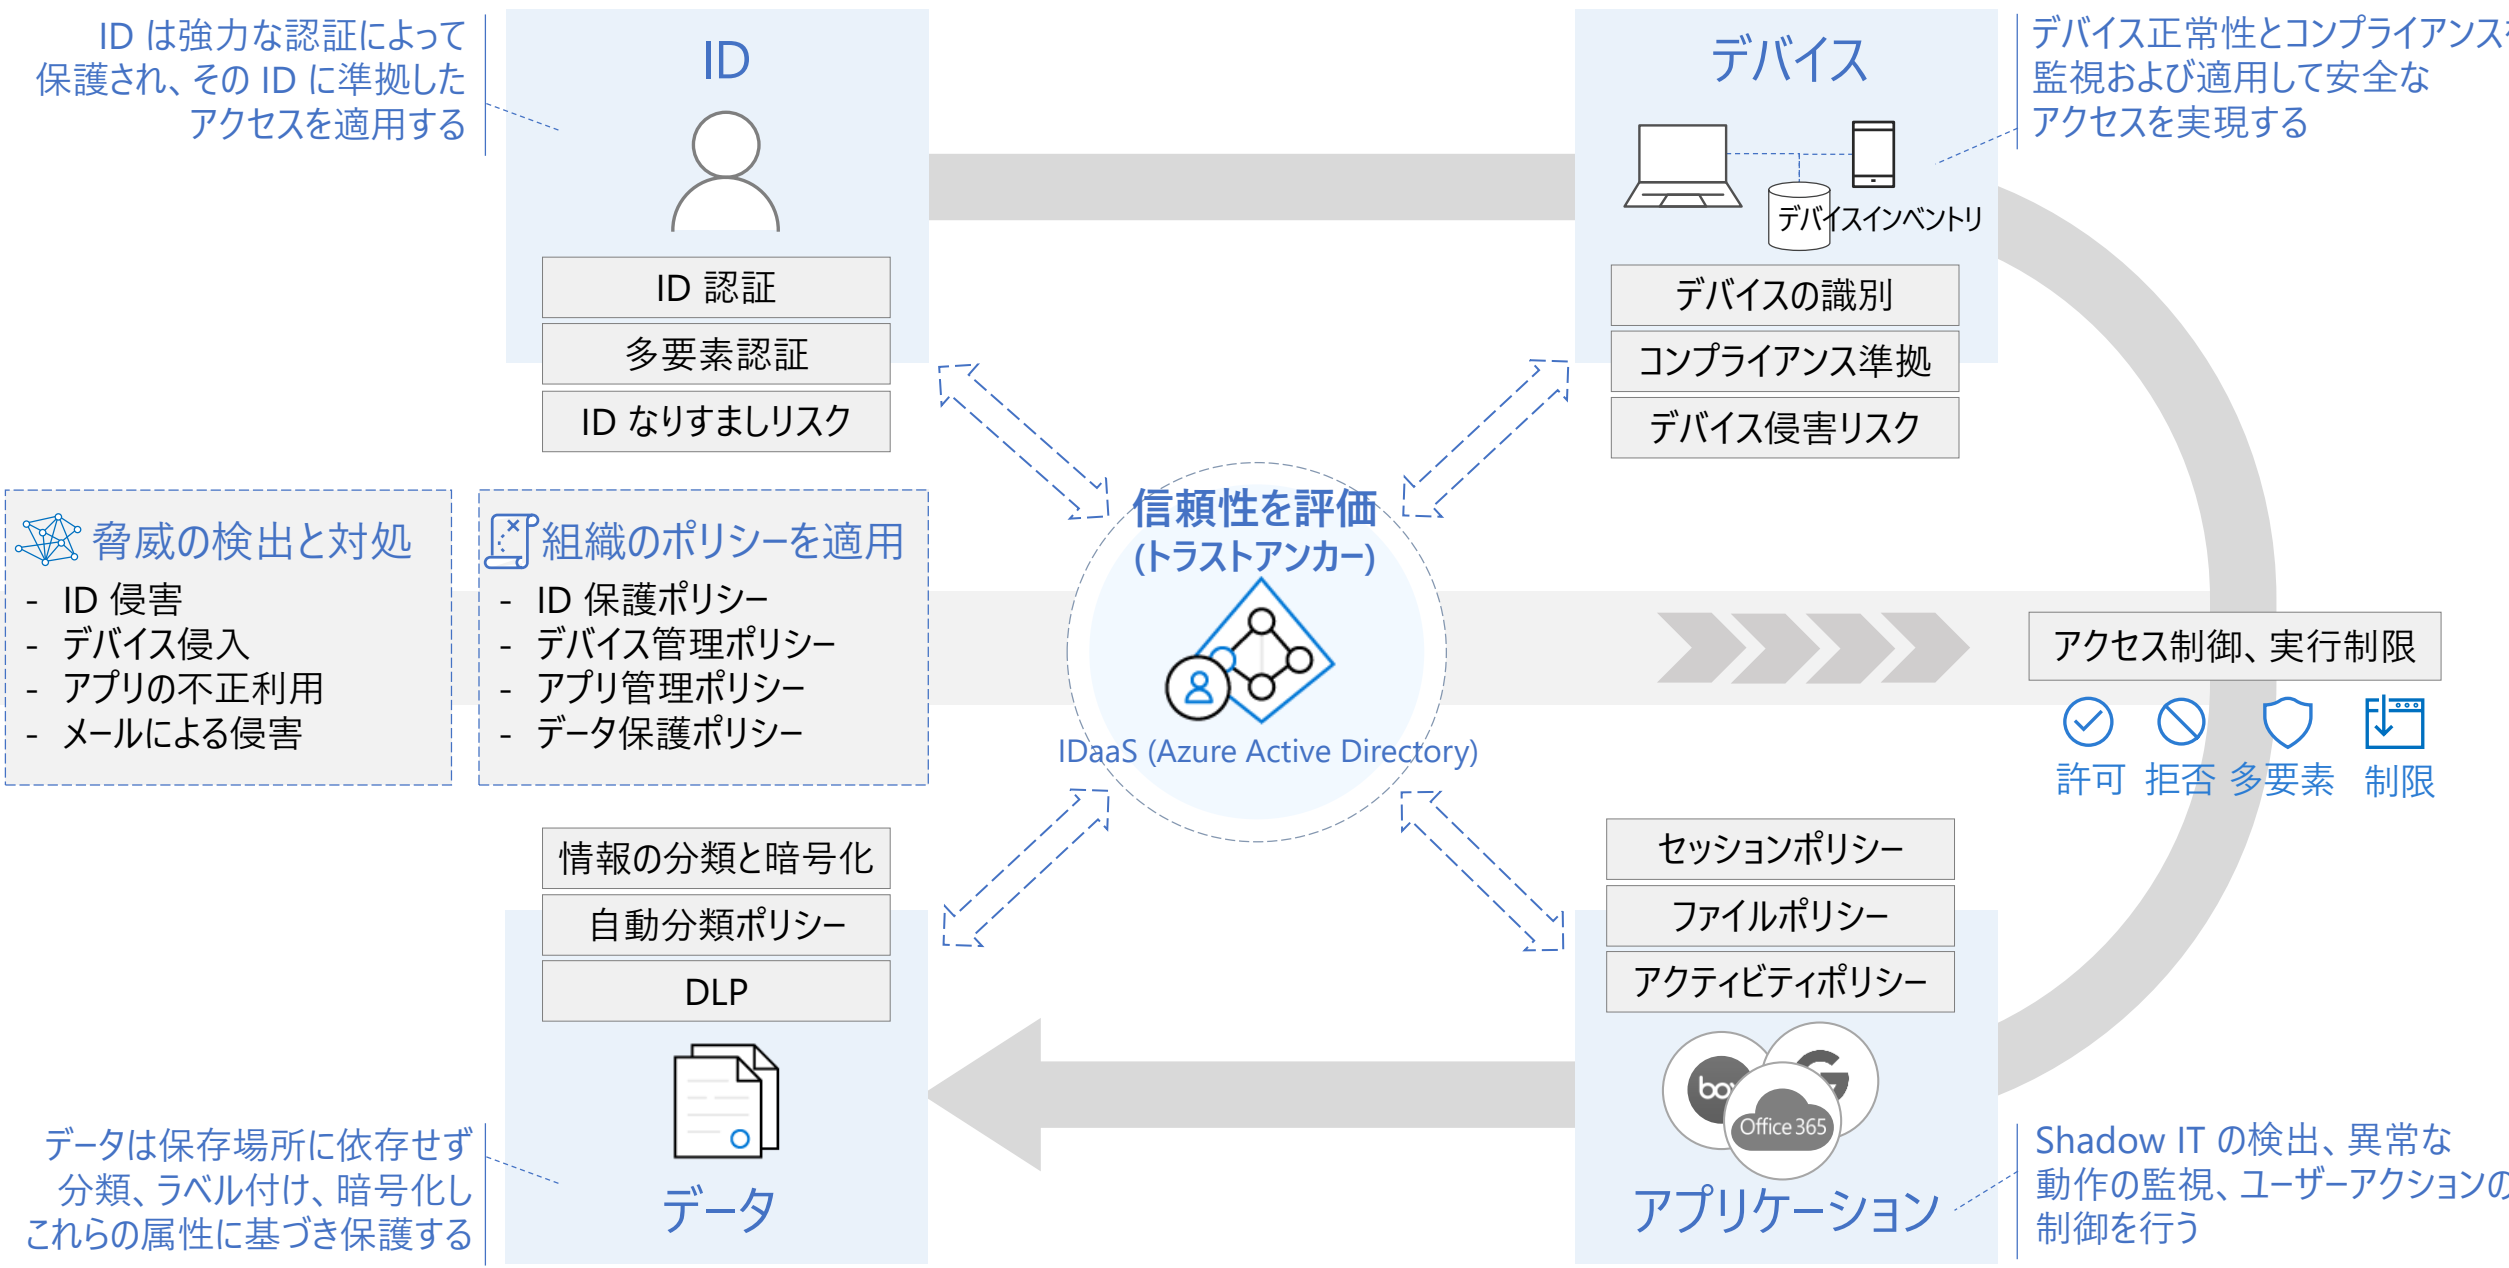 ID は強力な認証によって
保護され、その ID に準拠した
アクセスを適用する
ID
ID 認証
多要素認証
ID なりすましリスク
デバイス
デバイスインベントリ
デバイスの識別
コンプライアンス準拠
デバイス侵害リスク
デバイス正常性とコンプライアンス
監視および適用して安全な
アクセスを実現する
脅威の検出と対処
- ID 侵害
- デバイス侵入
- アプリの不正利用
- メールによる侵害
組織のポリシーを適用
- ID 保護ポリシー
- デバイス管理ポリシー
- アプリ管理ポリシー
- データ保護ポリシー
信頼性を評価
(トラストアンカー)
IDaaS (Azure Active Directory)
アクセス制御、実行制限
許可 拒否 多要素 制限
情報の分類と暗号化
自動分類ポリシー
DLP
データ
データは保存場所に依存せず
分類、ラベル付け、暗号化し
これらの属性に基づき保護する
セッションポリシー
ファイルポリシー
アクティビティポリシー
box
G
Office 365
アプリケーション
Shadow IT の検出、異常な
動作の監視、ユーザーアクションの
制御を行う